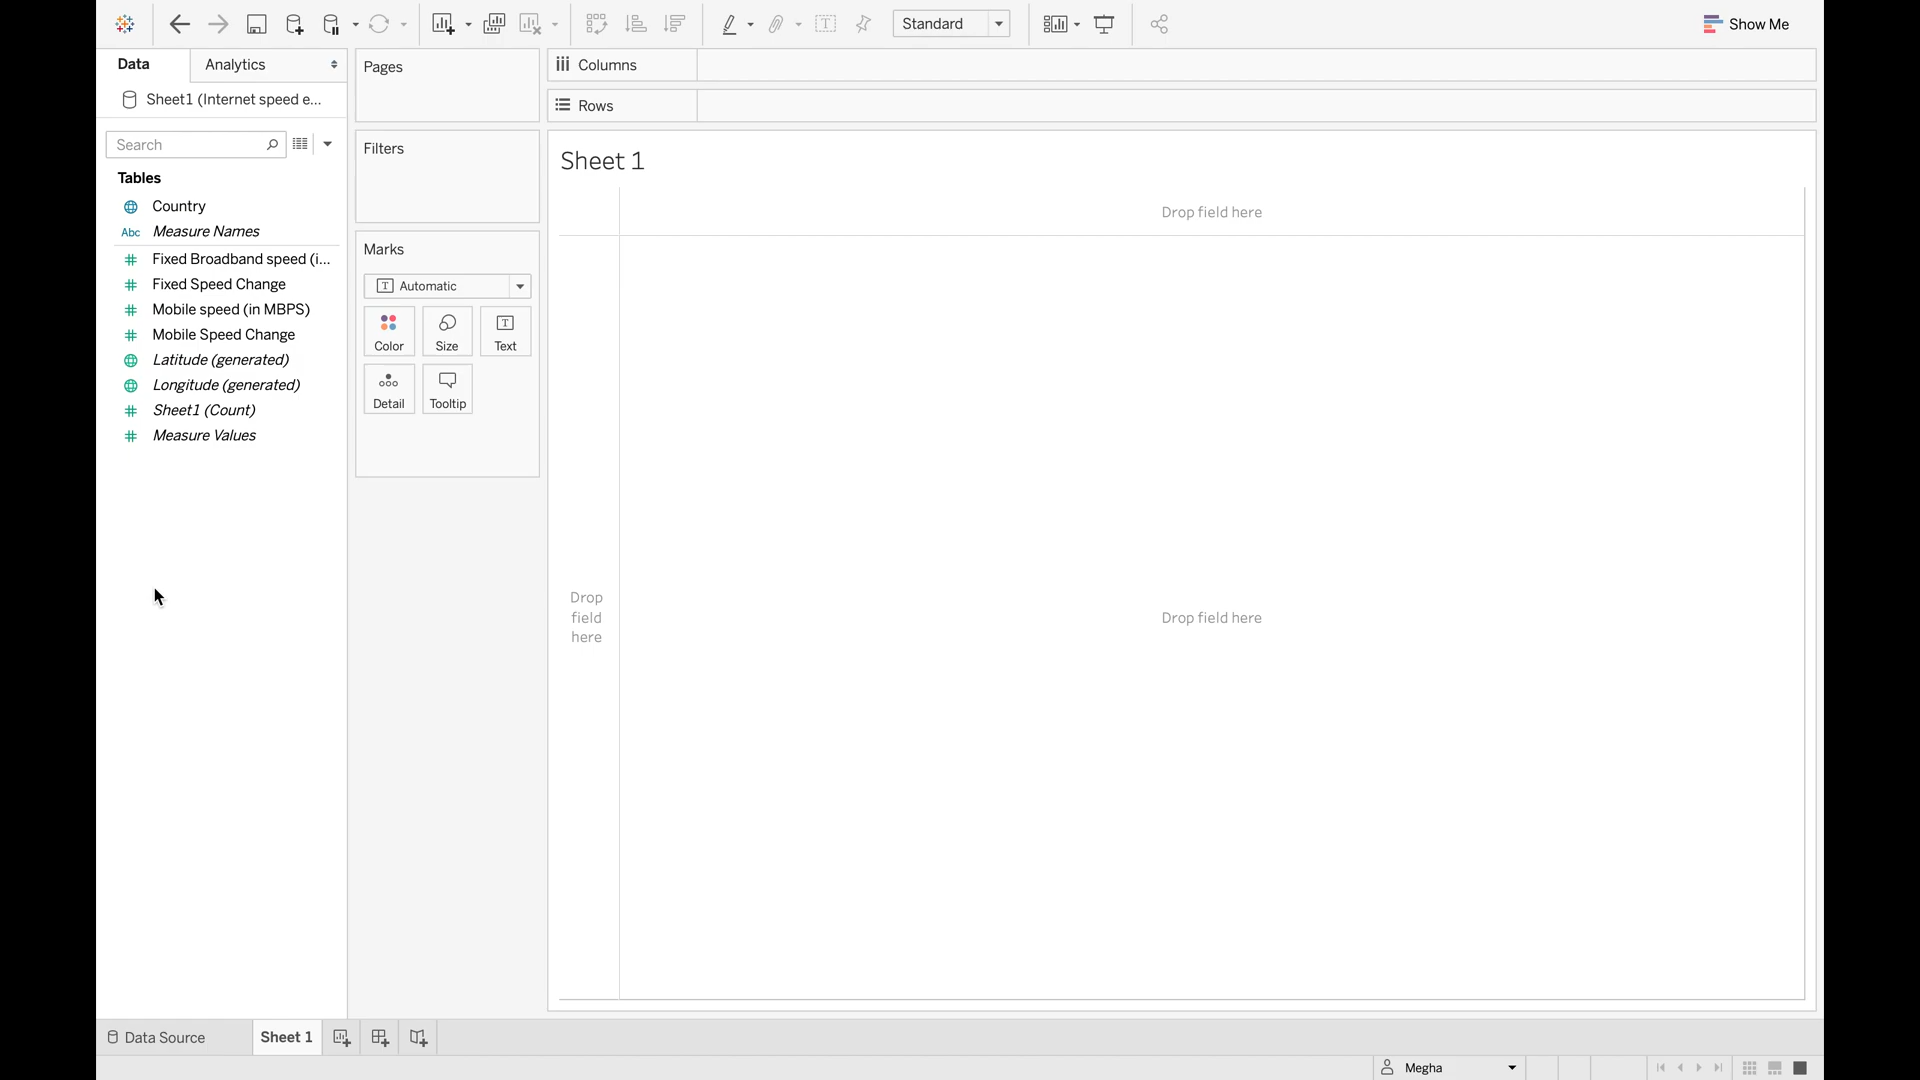 Standard
Show Me
Data
Analytics
Sheet1 (Internet speed e...
Search
Tables
Country
Abc Measure Names
Fixed Broadband speed (i...
Fixed Speed Change
Mobile speed (in MBPS)
Mobile Speed Change
Latitude (generated)
Longitude (generated)
Sheet1 (Count)
Measure Values
Pages
Filters
Marks
T Automatic
Color
Size
T
Text
Detail
Tooltip
Columns
Rows
Sheet 1
Drop field here
Drop
field
here
Drop field here
Data Source
Sheet 1
Megha